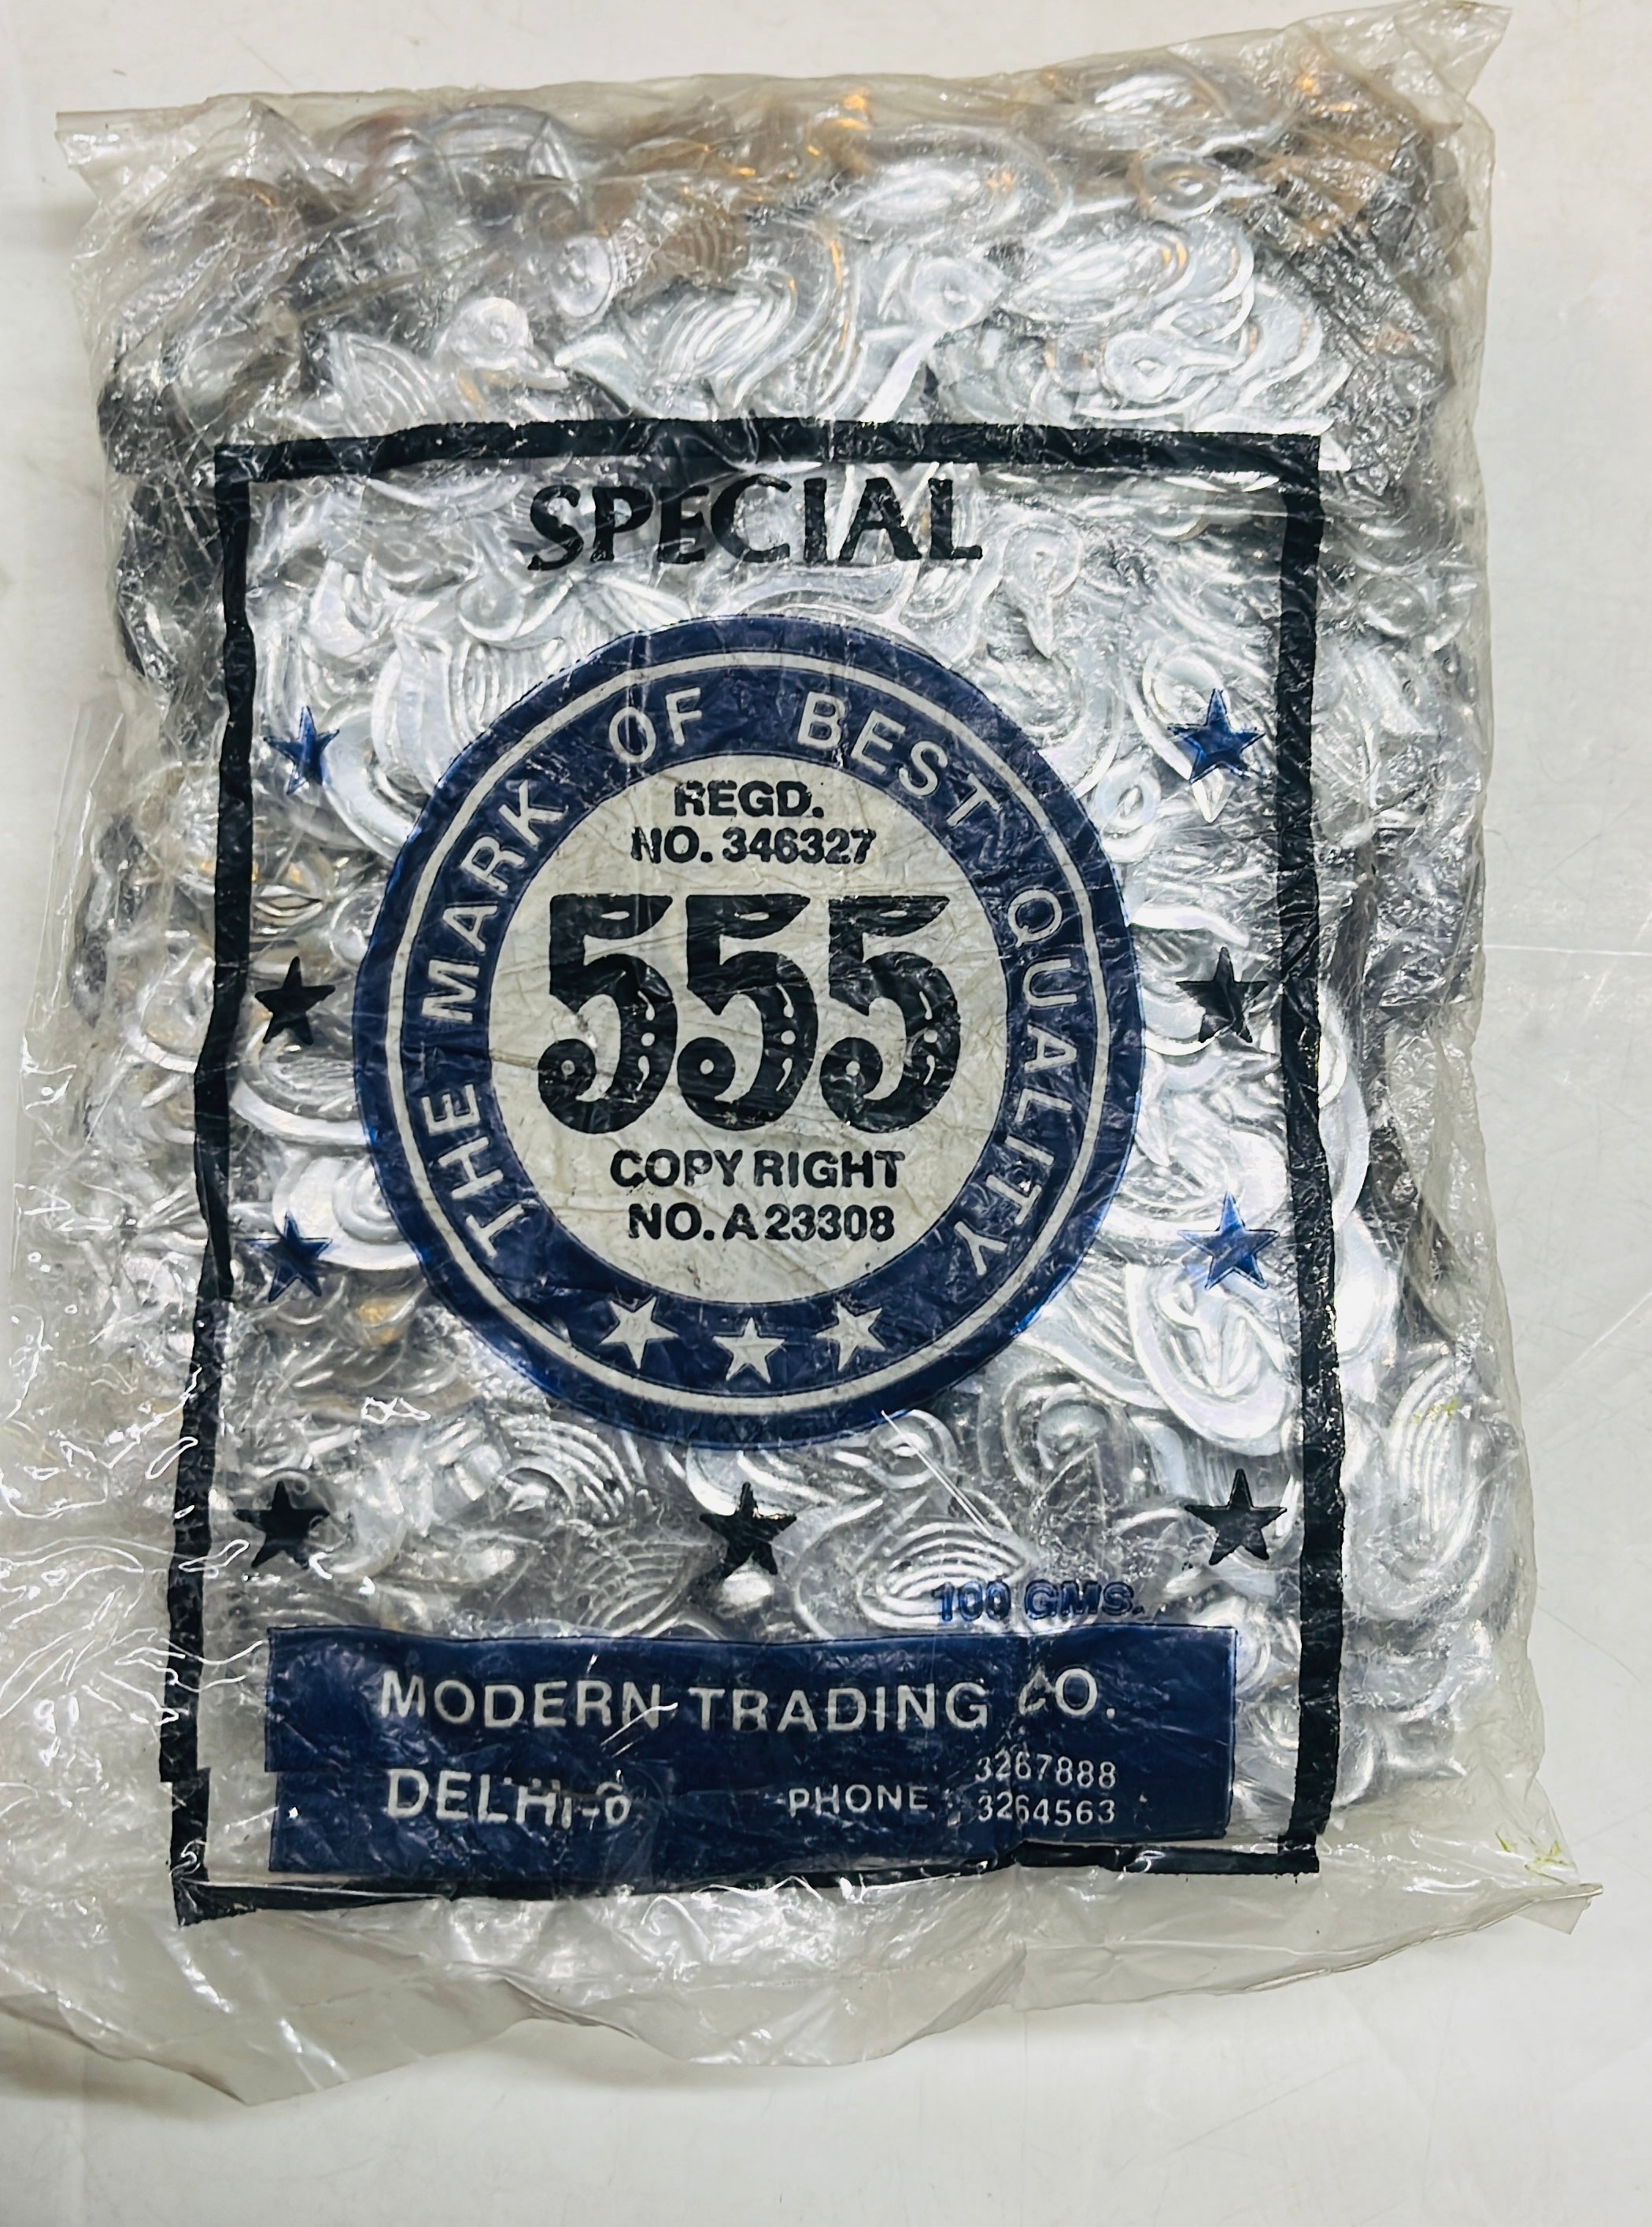 SPECIAL
THE MARK OF BEST QUALITY
REGD.
NO. 346327
555
COPY RIGHT
NO. A 23308
100 GMS.
MODERN TRADING CO.
DELHI-6 PHONE : 3267888
3264563